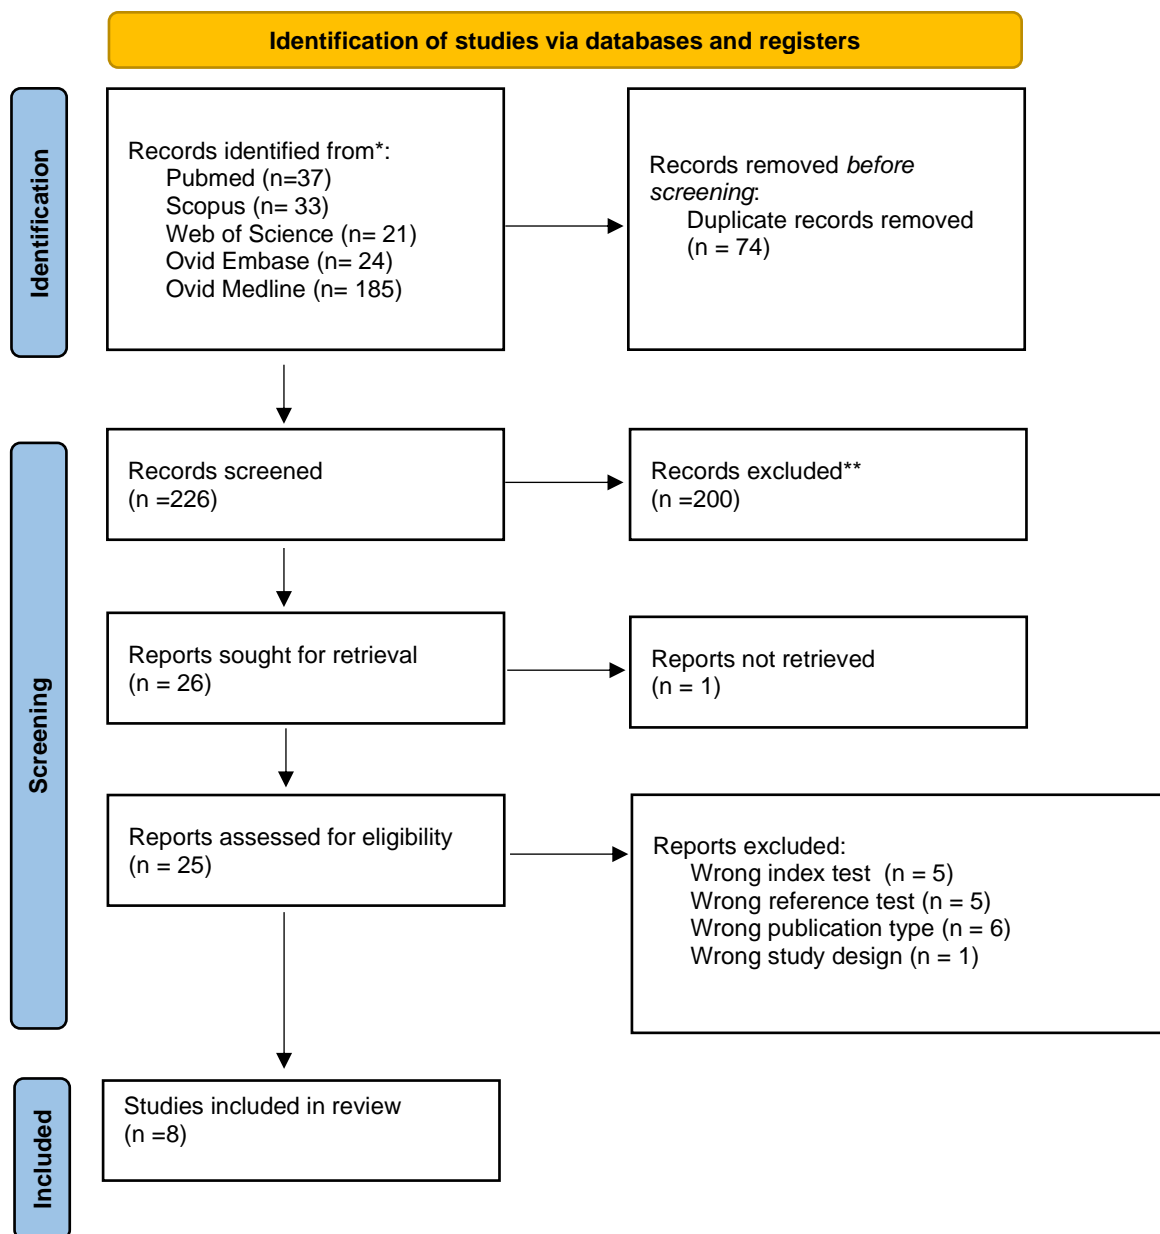 Identification of studies via databases and registers
Identification
Records identified from*:
Pubmed (n=37)
Scopus (n= 33)
Web of Science (n= 21)
Ovid Embase (n= 24)
Ovid Medline (n= 185)
Records removed before
screening:
Duplicate records removed
(n = 74)
Screening
Records screened
(n =226)
Records excluded**
(n =200)
Reports sought for retrieval
(n = 26)
Reports not retrieved
(n = 1)
Reports assessed for eligibility
(n = 25)
Reports excluded:
Wrong index test  (n = 5)
Wrong reference test (n = 5)
Wrong publication type (n = 6)
Wrong study design (n = 1)
Included
Studies included in review
(n =8)